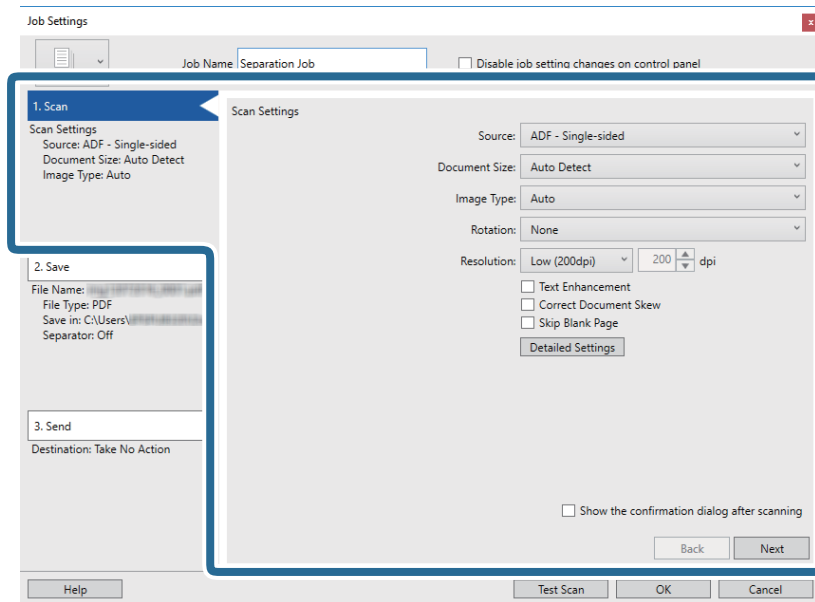 Job Settings
x
Job Name Separation Job Disable job setting changes on control panel
1. Scan
Scan Settings
Source: ADF - Single-sided
Document Size: Auto Detect
Image Type: Auto
2. Save
File Name:
File Type: PDF
Save in: C:\Users\
Separator: Off
3. Send
Destination: Take No Action
Scan Settings
Source: ADF - Single-sided
Document Size: Auto Detect
Image Type: Auto
Rotation: None
Resolution: Low (200dpi) 200 dpi
Text Enhancement
Correct Document Skew
Skip Blank Page
Detailed Settings
Show the confirmation dialog after scanning
Back Next
Help Test Scan OK Cancel